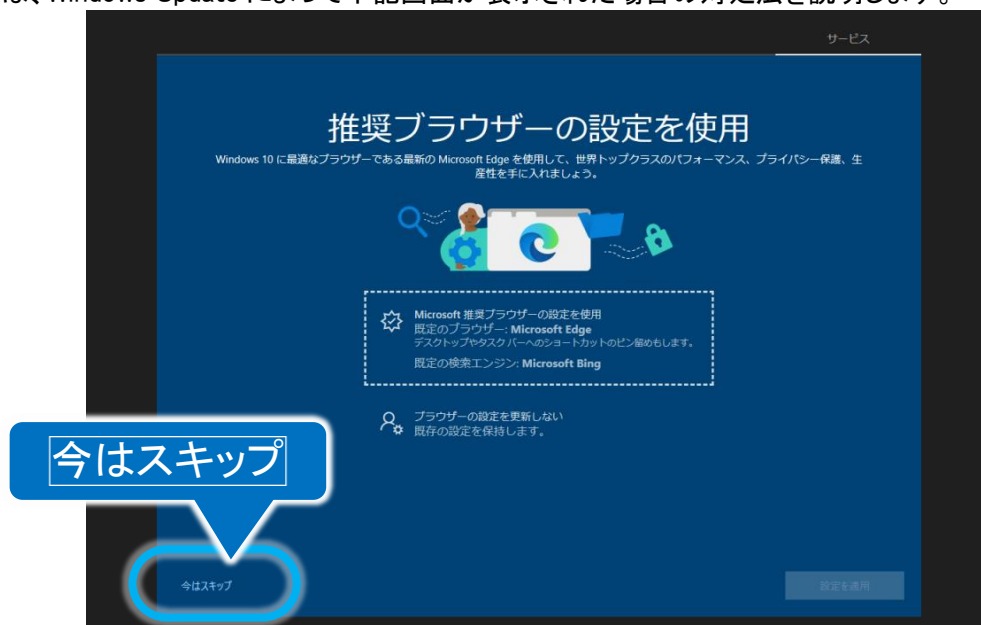 は、Windows Update によって下記画面が表示された場合の対処法を説明します。
サービス
推奨ブラウザーの設定を使用
Windows 10 に最適なブラウザーである最新の Microsoft Edge を使用して、世界トップクラスのパフォーマンス、プライバシー保護、生
産性を手に入れましょう。
Microsoft 推奨ブラウザーの設定を使用
既定のブラウザー: Microsoft Edge
デスクトップやタスク バーへのショートカットのピン留めもします。
既定の検索エンジン: Microsoft Bing
ブラウザーの設定を更新しない
既存の設定を保持します。
今はスキップ
今はスキップ
設定を適用